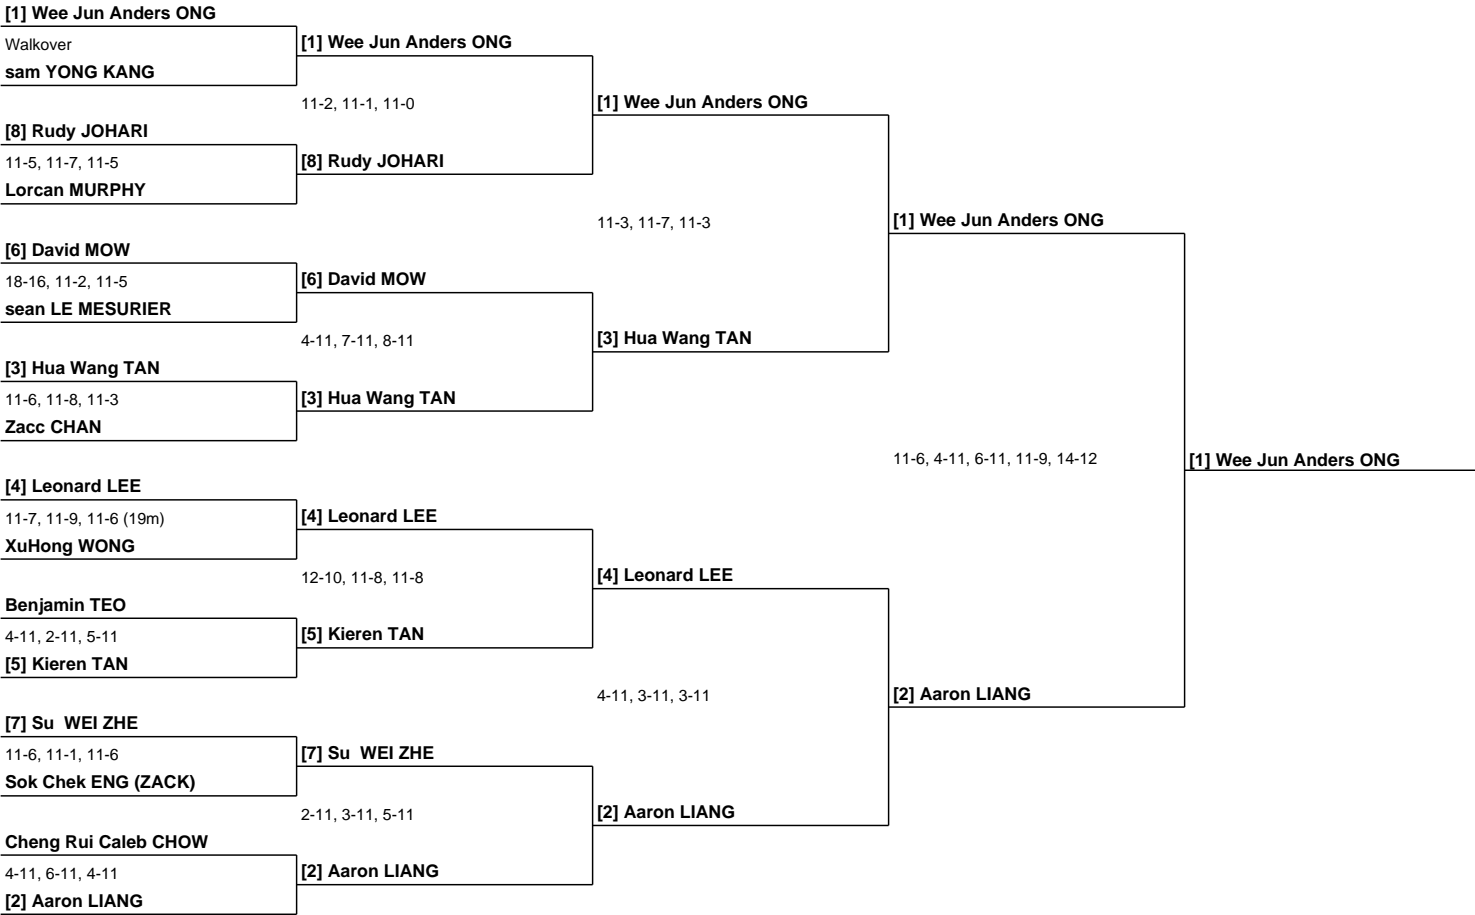 [1] Wee Jun Anders ONG
Walkover
sam YONG KANG
[8] Rudy JOHARI
11-5, 11-7, 11-5
Lorcan MURPHY
[6] David MOW
18-16, 11-2, 11-5
sean LE MESURIER
[3] Hua Wang TAN
11-6, 11-8, 11-3
Zacc CHAN
[4] Leonard LEE
11-7, 11-9, 11-6 (19m)
XuHong WONG
Benjamin TEO
4-11, 2-11, 5-11
[5] Kieren TAN
[7] Su  WEI ZHE
11-6, 11-1, 11-6
Sok Chek ENG (ZACK)
Cheng Rui Caleb CHOW
4-11, 6-11, 4-11
[2] Aaron LIANG
[1] Wee Jun Anders ONG
11-2, 11-1, 11-0
[8] Rudy JOHARI
[6] David MOW
4-11, 7-11, 8-11
[3] Hua Wang TAN
[4] Leonard LEE
12-10, 11-8, 11-8
[5] Kieren TAN
[7] Su  WEI ZHE
2-11, 3-11, 5-11
[2] Aaron LIANG
[1] Wee Jun Anders ONG
11-3, 11-7, 11-3
[3] Hua Wang TAN
[4] Leonard LEE
4-11, 3-11, 3-11
[2] Aaron LIANG
[1] Wee Jun Anders ONG
11-6, 4-11, 6-11, 11-9, 14-12
[2] Aaron LIANG
[1] Wee Jun Anders ONG